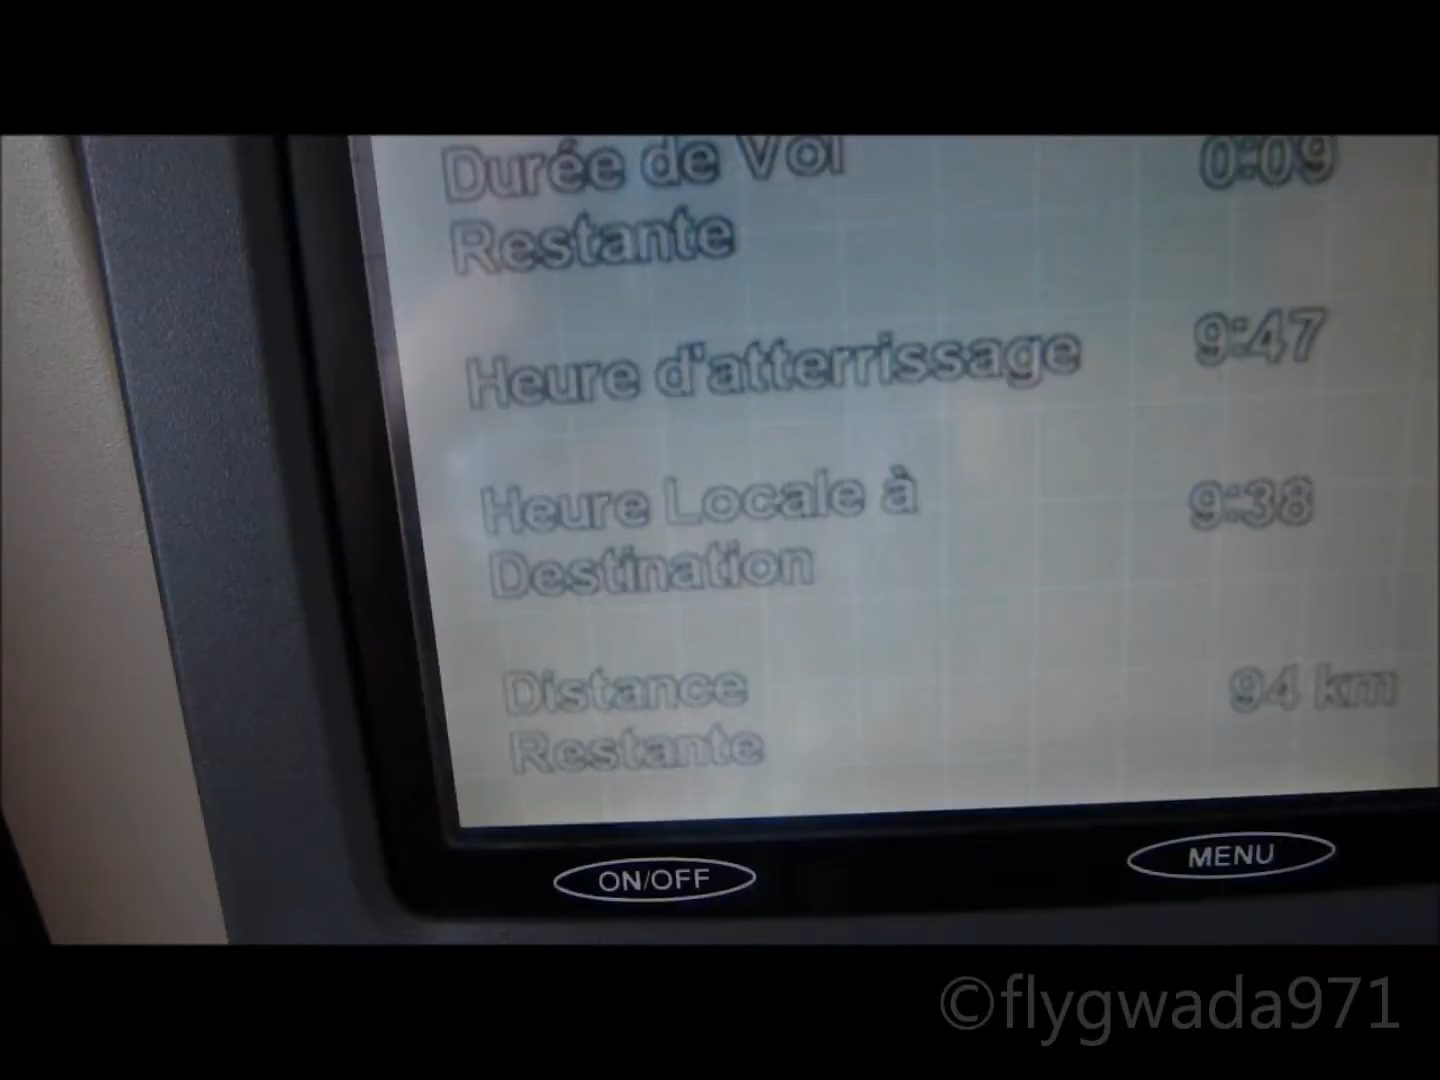 Durée de Vol 0:09
Restante
Heure d'atterrissage 9:47
Heure Locale à 9:38
Destination
Distance 94 km
Restante
ON/OFF MENU
©flygwada971